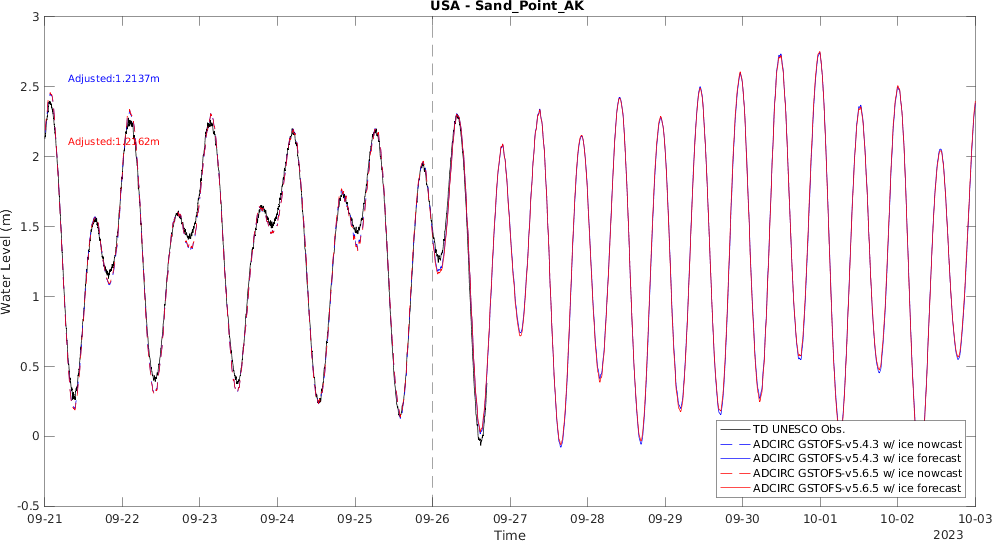 USA - Sand_Point_AK
3
2.5
2
1.5
1
0.5
0
-0.5
Water Level (m)
Adjusted:1.2137m
Adjusted:1.2162m
TD UNESCO Obs.
ADCIRC GSTOFS-v5.4.3 w/ ice nowcast
ADCIRC GSTOFS-v5.4.3 w/ ice forecast
ADCIRC GSTOFS-v5.6.5 w/ ice nowcast
ADCIRC GSTOFS-v5.6.5 w/ ice forecast
09-21 09-22 09-23 09-24 09-25 09-26 09-27 09-28 09-29 09-30 10-01 10-02 10-03
Time
2023